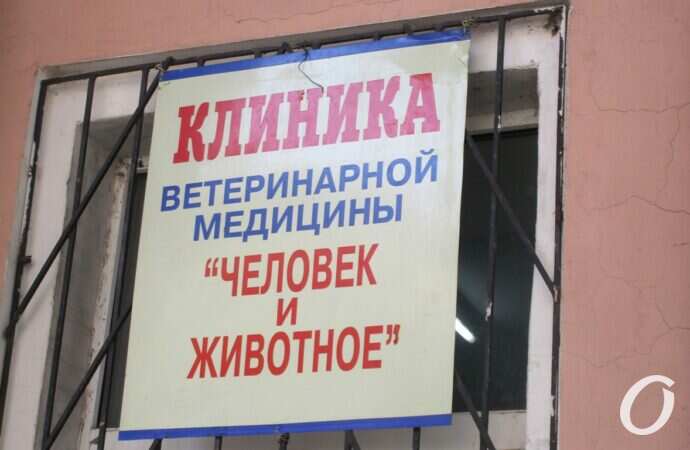 КЛИНИКА
ВЕТЕРИНАРНОЙ
МЕДИЦИНЫ
“ЧЕЛОВЕК
И
ЖИВОТНОЕ”